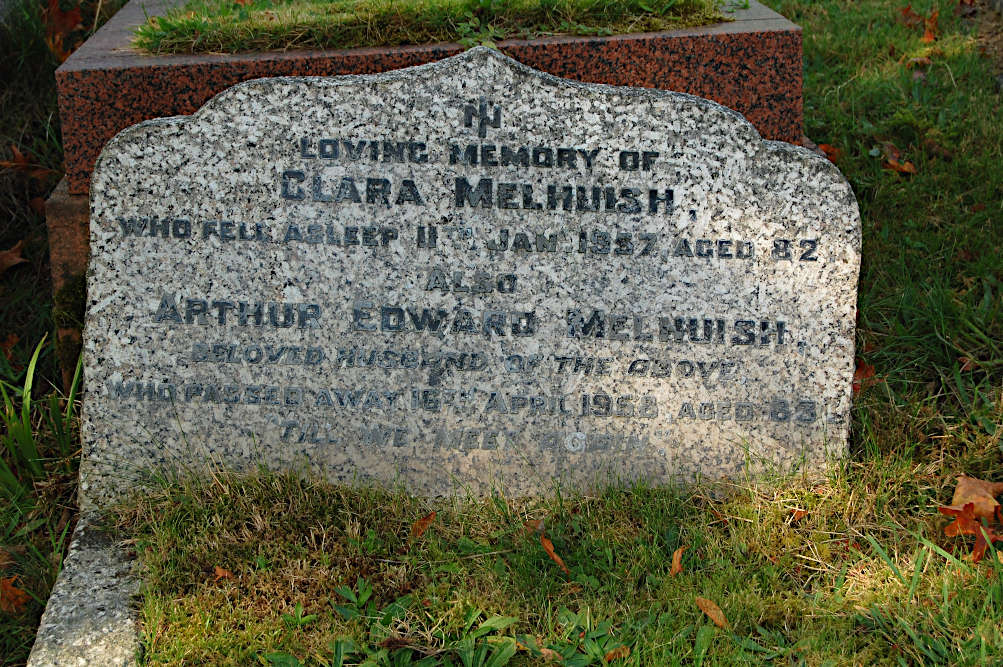 IN
LOVING MEMORY OF
CLARA MELHUISH,
WHO FELL ASLEEP 11TH JAN. 1957, AGED 82
ALSO
ARTHUR EDWARD MELHUISH,
BELOVED HUSBAND OF THE ABOVE,
WHO PASSED AWAY 16TH APRIL 1958, AGED 83
"TILL WE MEET AGAIN"